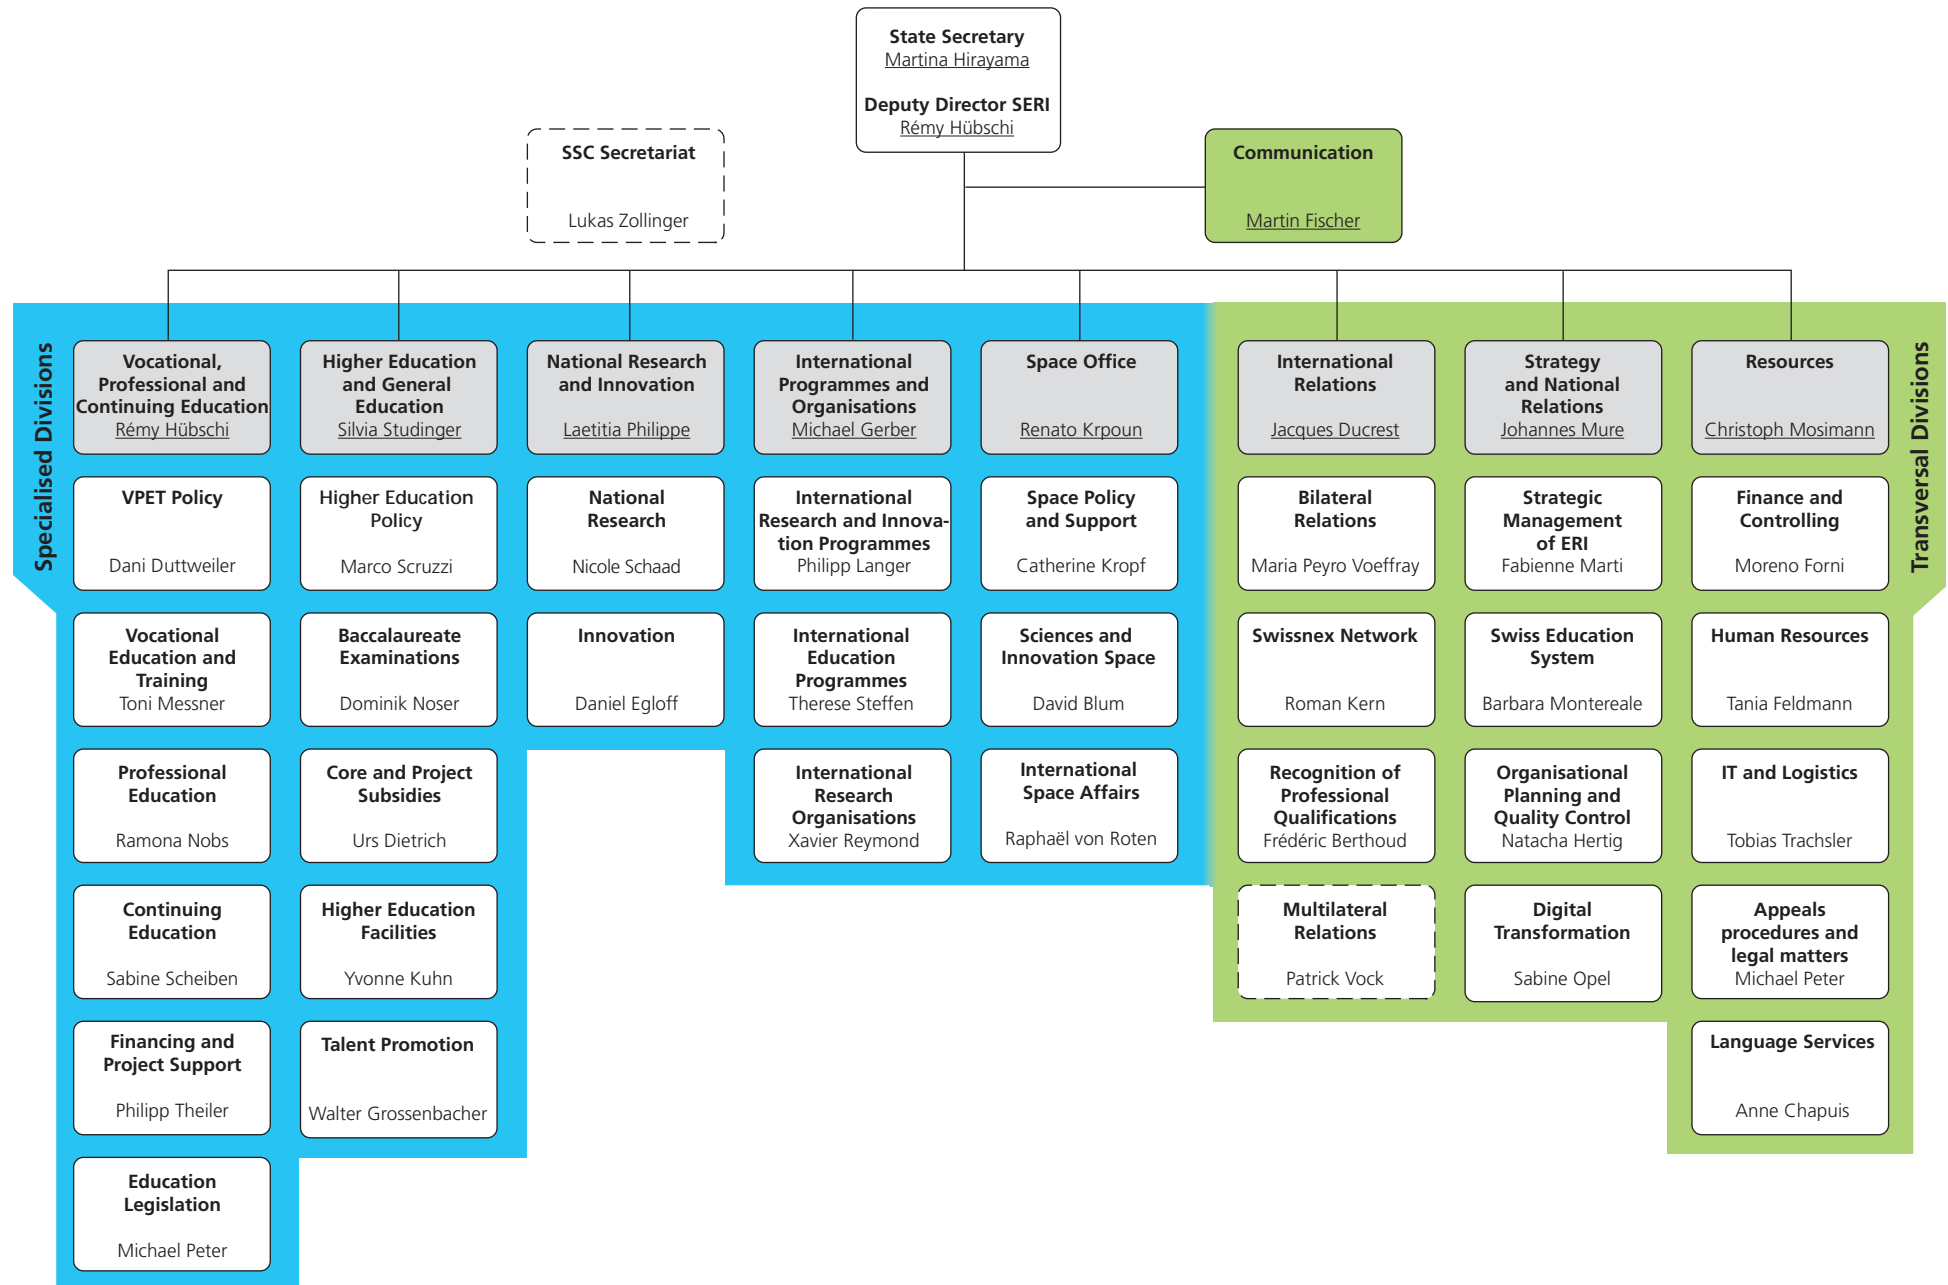 State Secretary
Martina Hirayama
Deputy Director SERI
Rémy Hübschi
SSC Secretariat
Lukas Zollinger
Communication
Martin Fischer
Specialised Divisions
Vocational,
Professional and
Continuing Education
Rémy Hübschi
VPET Policy
Dani Duttweiler
Vocational
Education and
Training
Toni Messner
Professional
Education
Ramona Nobs
Continuing
Education
Sabine Scheiben
Financing and
Project Support
Philipp Theiler
Education
Legislation
Michael Peter
Higher Education
and General
Education
Silvia Studinger
Higher Education
Policy
Marco Scruzzi
Baccalaureate
Examinations
Dominik Noser
Core and Project
Subsidies
Urs Dietrich
Higher Education
Facilities
Yvonne Kuhn
Talent Promotion
Walter Grossenbacher
National Research
and Innovation
Laetitia Philippe
National
Research
Nicole Schaad
Innovation
Daniel Egloff
International
Programmes and
Organisations
Michael Gerber
International
Research and Innova-
tion Programmes
Philipp Langer
International
Education
Programmes
Therese Steffen
International
Research
Organisations
Xavier Reymond
Space Office
Renato Krpoun
Space Policy
and Support
Catherine Kropf
Sciences and
Innovation Space
David Blum
International
Space Affairs
Raphaël von Roten
International
Relations
Jacques Ducrest
Bilateral
Relations
Maria Peyro Voeffray
Swissnex Network
Roman Kern
Recognition of
Professional
Qualifications
Frédéric Berthoud
Multilateral
Relations
Patrick Vock
Strategy
and National
Relations
Johannes Mure
Strategic
Management
of ERI
Fabienne Marti
Swiss Education
System
Barbara Montereale
Organisational
Planning and
Quality Control
Natacha Hertig
Digital
Transformation
Sabine Opel
Resources
Christoph Mosimann
Finance and
Controlling
Moreno Forni
Human Resources
Tania Feldmann
IT and Logistics
Tobias Trachsler
Appeals
procedures and
legal matters
Michael Peter
Language Services
Anne Chapuis
Transversal Divisions